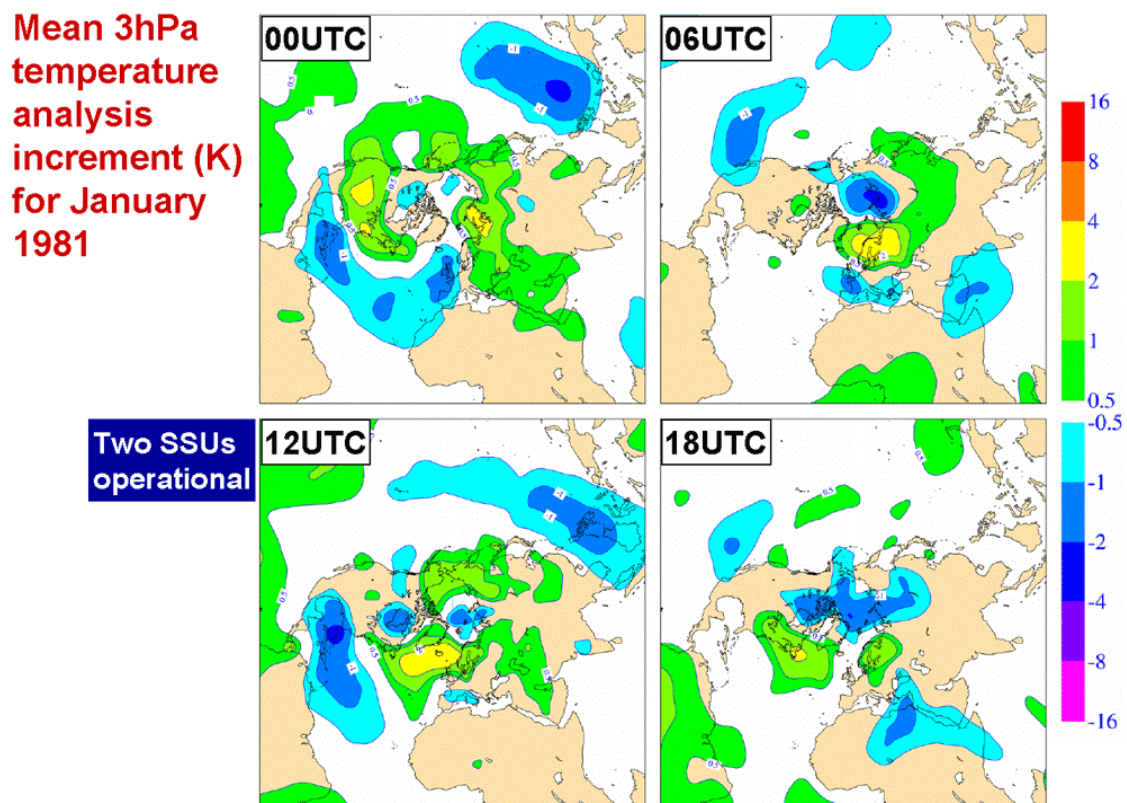 Mean 3hPa
temperature
analysis
increment (K)
for January
1981
00UTC
06UTC
Two SSUs
operational
12UTC
18UTC
16
8
4
2
1
0.5
-0.5
-1
-2
-4
-8
-16